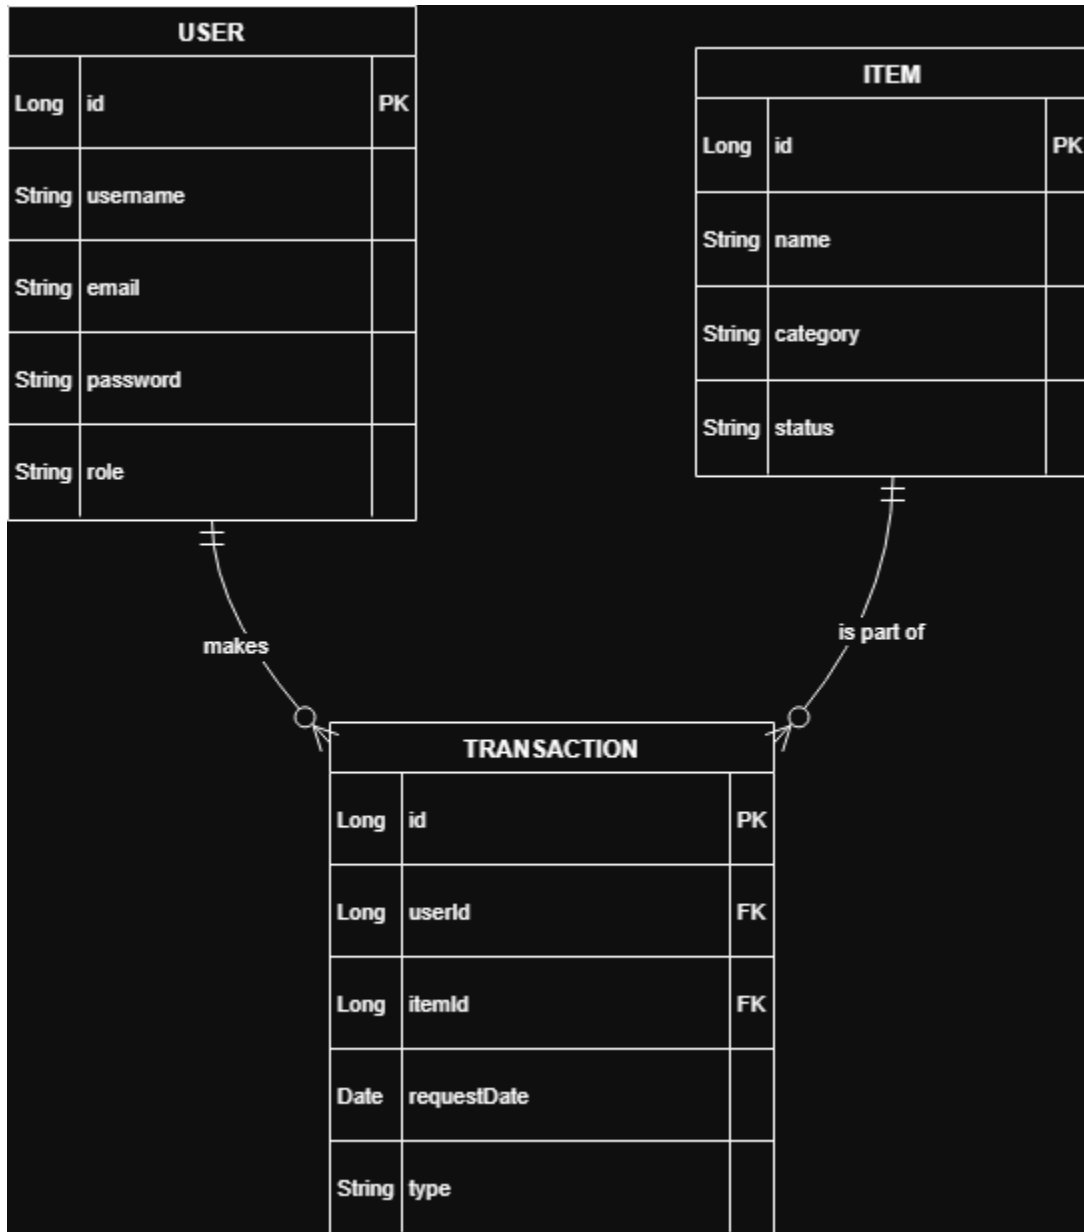 USER
Long id PK
String username
String email
String password
String role
ITEM
Long id PK
String name
String category
String status
makes
is part of
TRANSACTION
Long id PK
Long userId FK
Long itemId FK
Date requestDate
String type